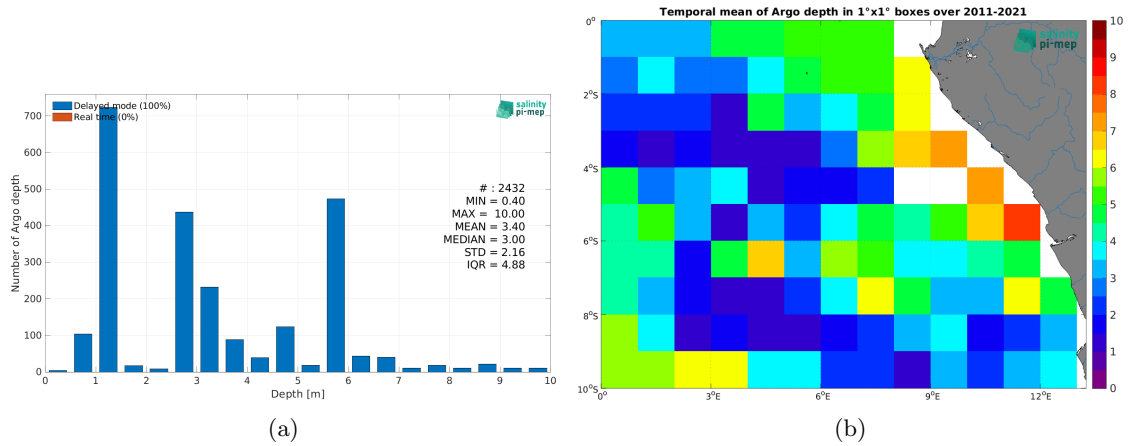 Delayed mode (100%)
Real time (0%)
salinity
pi-mep
# : 2432
MIN = 0.40
MAX = 10.00
MEAN = 3.40
MEDIAN = 3.00
STD = 2.16
IQR = 4.88
Number of Argo depth
700
600
500
400
300
200
100
0
0 1 2 3 4 5 6 7 8 9 10
Depth [m]
(a)
Temporal mean of Argo depth in 1°x1° boxes over 2011-2021
salinity
pi-mep
0°
2°S
4°S
6°S
8°S
10°S
0° 3°E 6°E 9°E 12°E
10
9
8
7
6
5
4
3
2
1
0
(b)